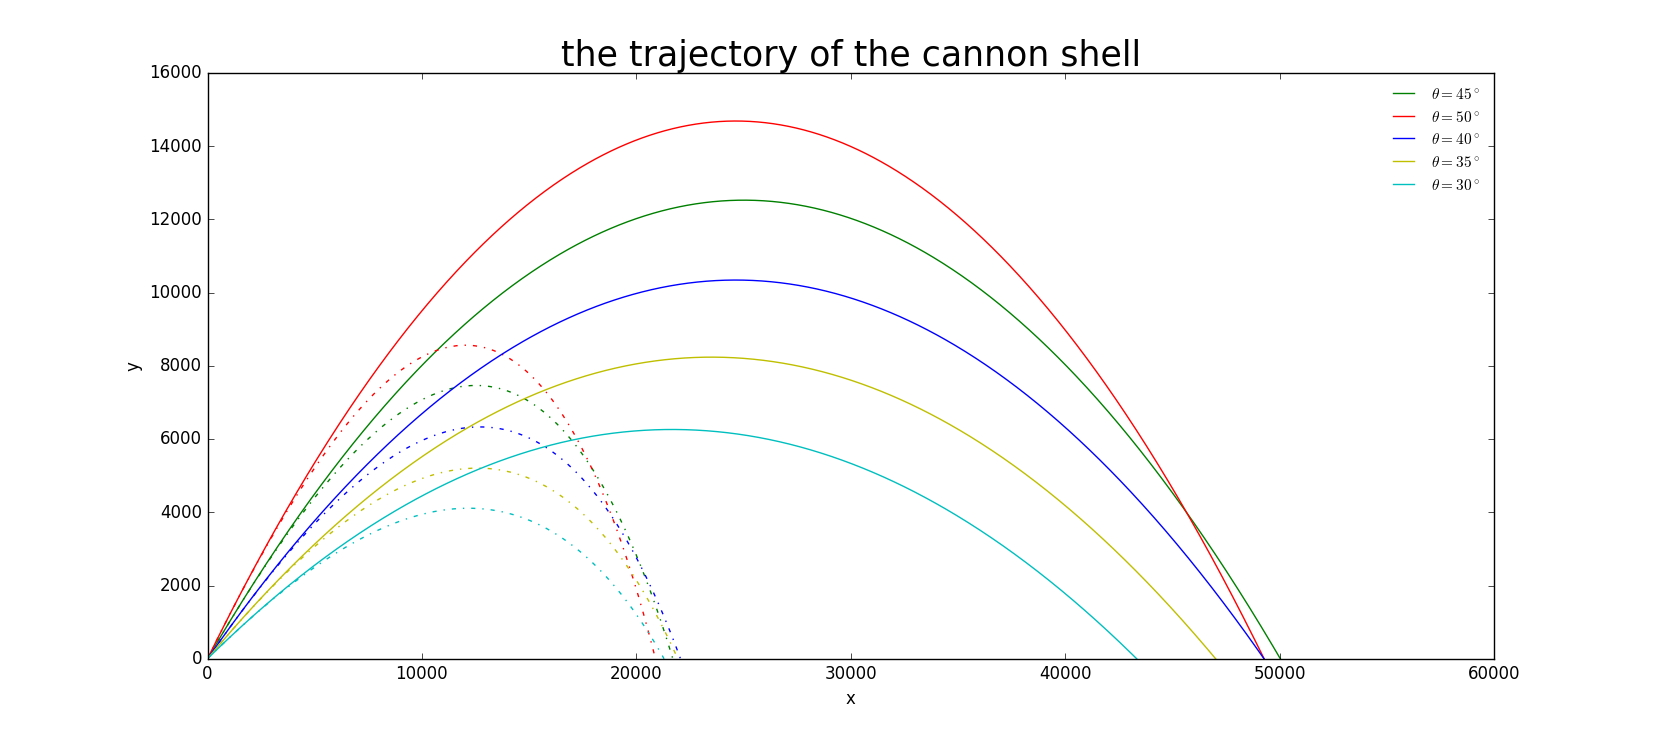 the trajectory of the cannon shell
16000
14000
12000
10000
8000
6000
4000
2000
0
y
θ = 45°
θ = 50°
θ = 40°
θ = 35°
θ = 30°
0 10000 20000 30000 40000 50000 60000
x